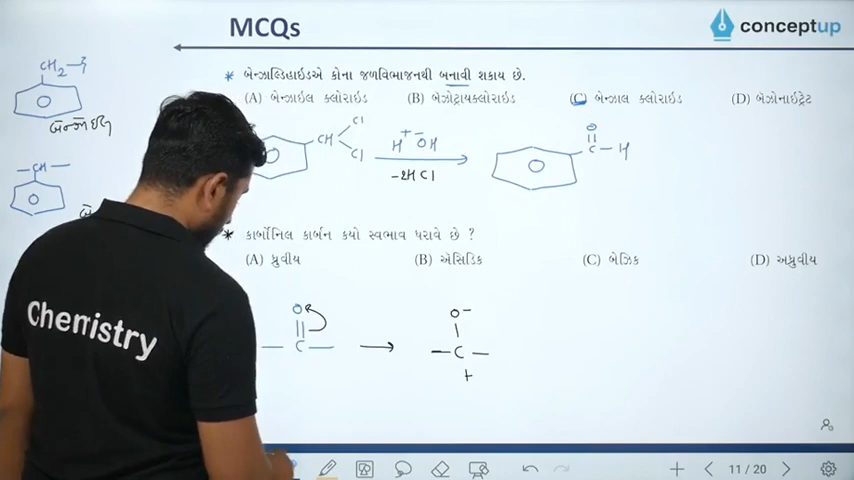 MCQs
conceptup
* બેન્ઝાલ્ડિહાઇડએ કોના જળવિભાજનથી બનાવી શકાય છે.
(A) બેન્ઝાઇલ ક્લોરાઇડ (B) બેઝોટ્રાયક્લોરાઇડ (C) બેન્ઝાલ ક્લોરાઇડ (D) બેઝોનાઇટ્રેટ
CH2
O
બેન્ઝાઇલ
CH
O
CH Cl Cl
H+ -OH
-2HCl
O
C - H
O
* કાર્બોનિલ કાર્બન કયો સ્વભાવ ધરાવે છે ?
(A) ધ્રુવીય (B) એસિડિક (C) બેઝિક (D) અધ્રુવીય
O
C
O-
C
+
Chemistry
11 / 20